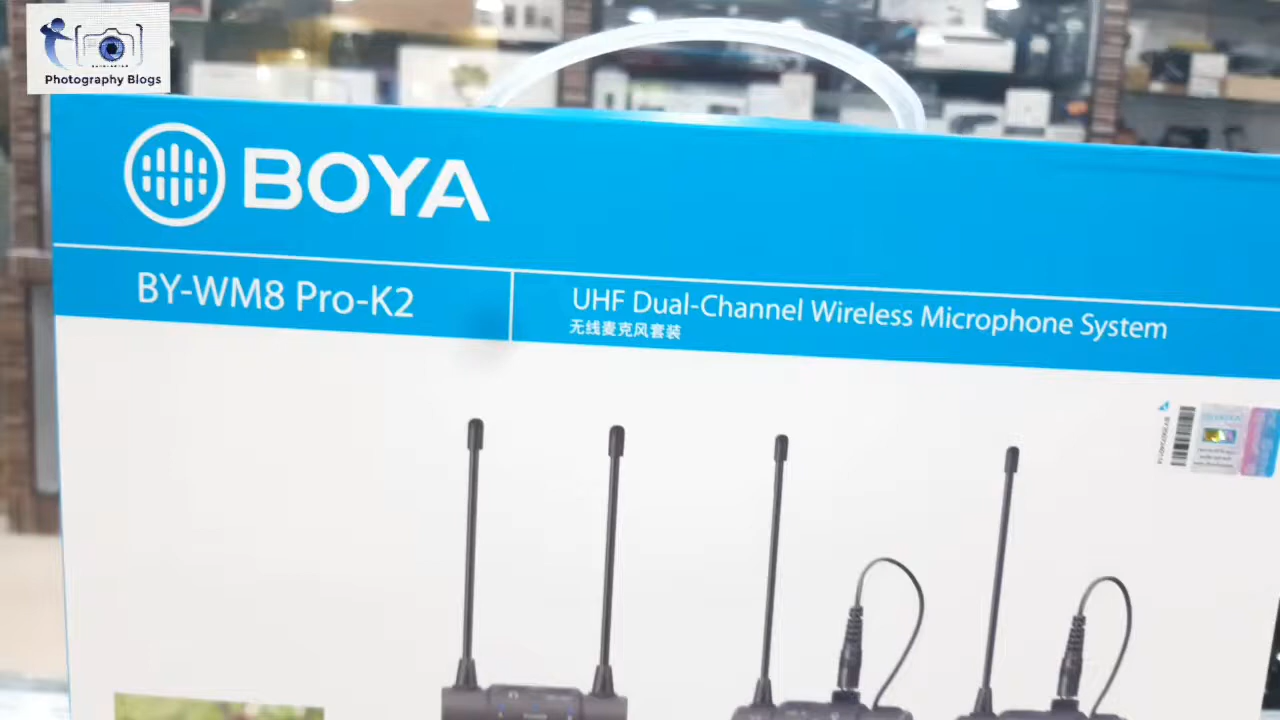 Photography Blogs
BOYA
BY-WM8 Pro-K2
UHF Dual-Channel Wireless Microphone System
无线麦克风套装